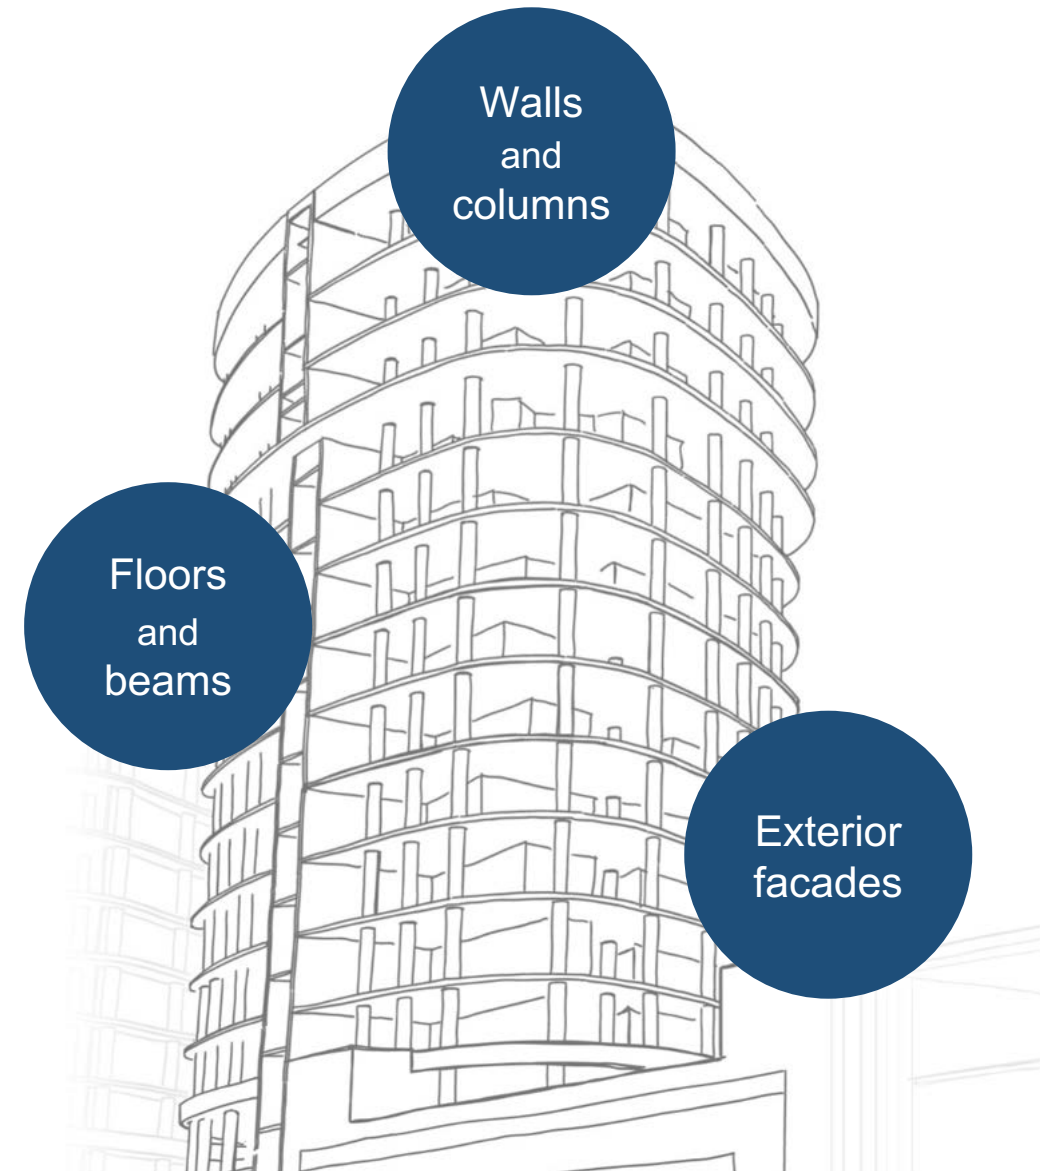 Walls
and
columns
Floors
and
beams
Exterior
facades